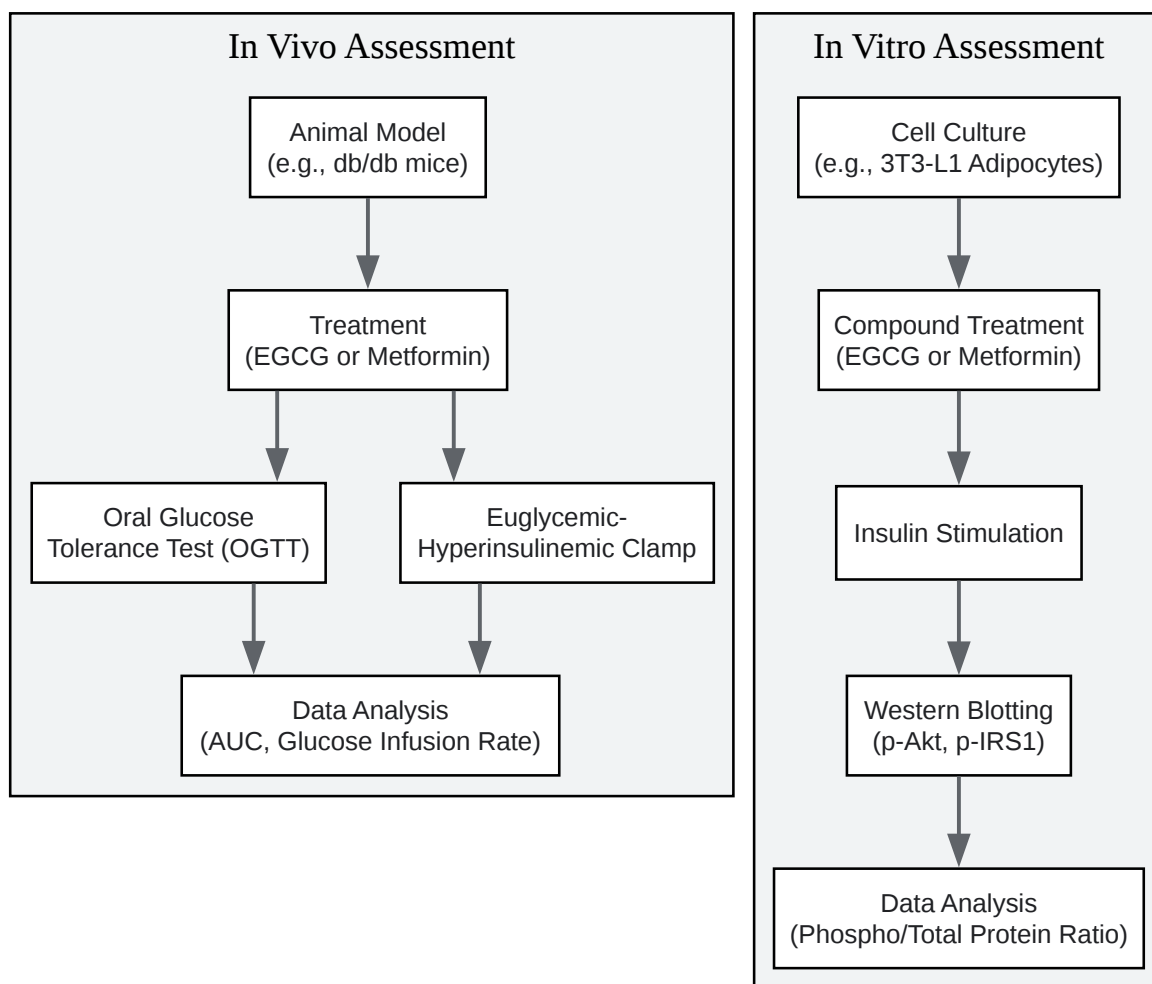 In Vivo Assessment
Animal Model
(e.g., db/db mice)
Treatment
(EGCG or Metformin)
Oral Glucose
Tolerance Test (OGTT)
Euglycemic-
Hyperinsulinemic Clamp
Data Analysis
(AUC, Glucose Infusion Rate)
In Vitro Assessment
Cell Culture
(e.g., 3T3-L1 Adipocytes)
Compound Treatment
(EGCG or Metformin)
Insulin Stimulation
Western Blotting
(p-Akt, p-IRS1)
Data Analysis
(Phospho/Total Protein Ratio)